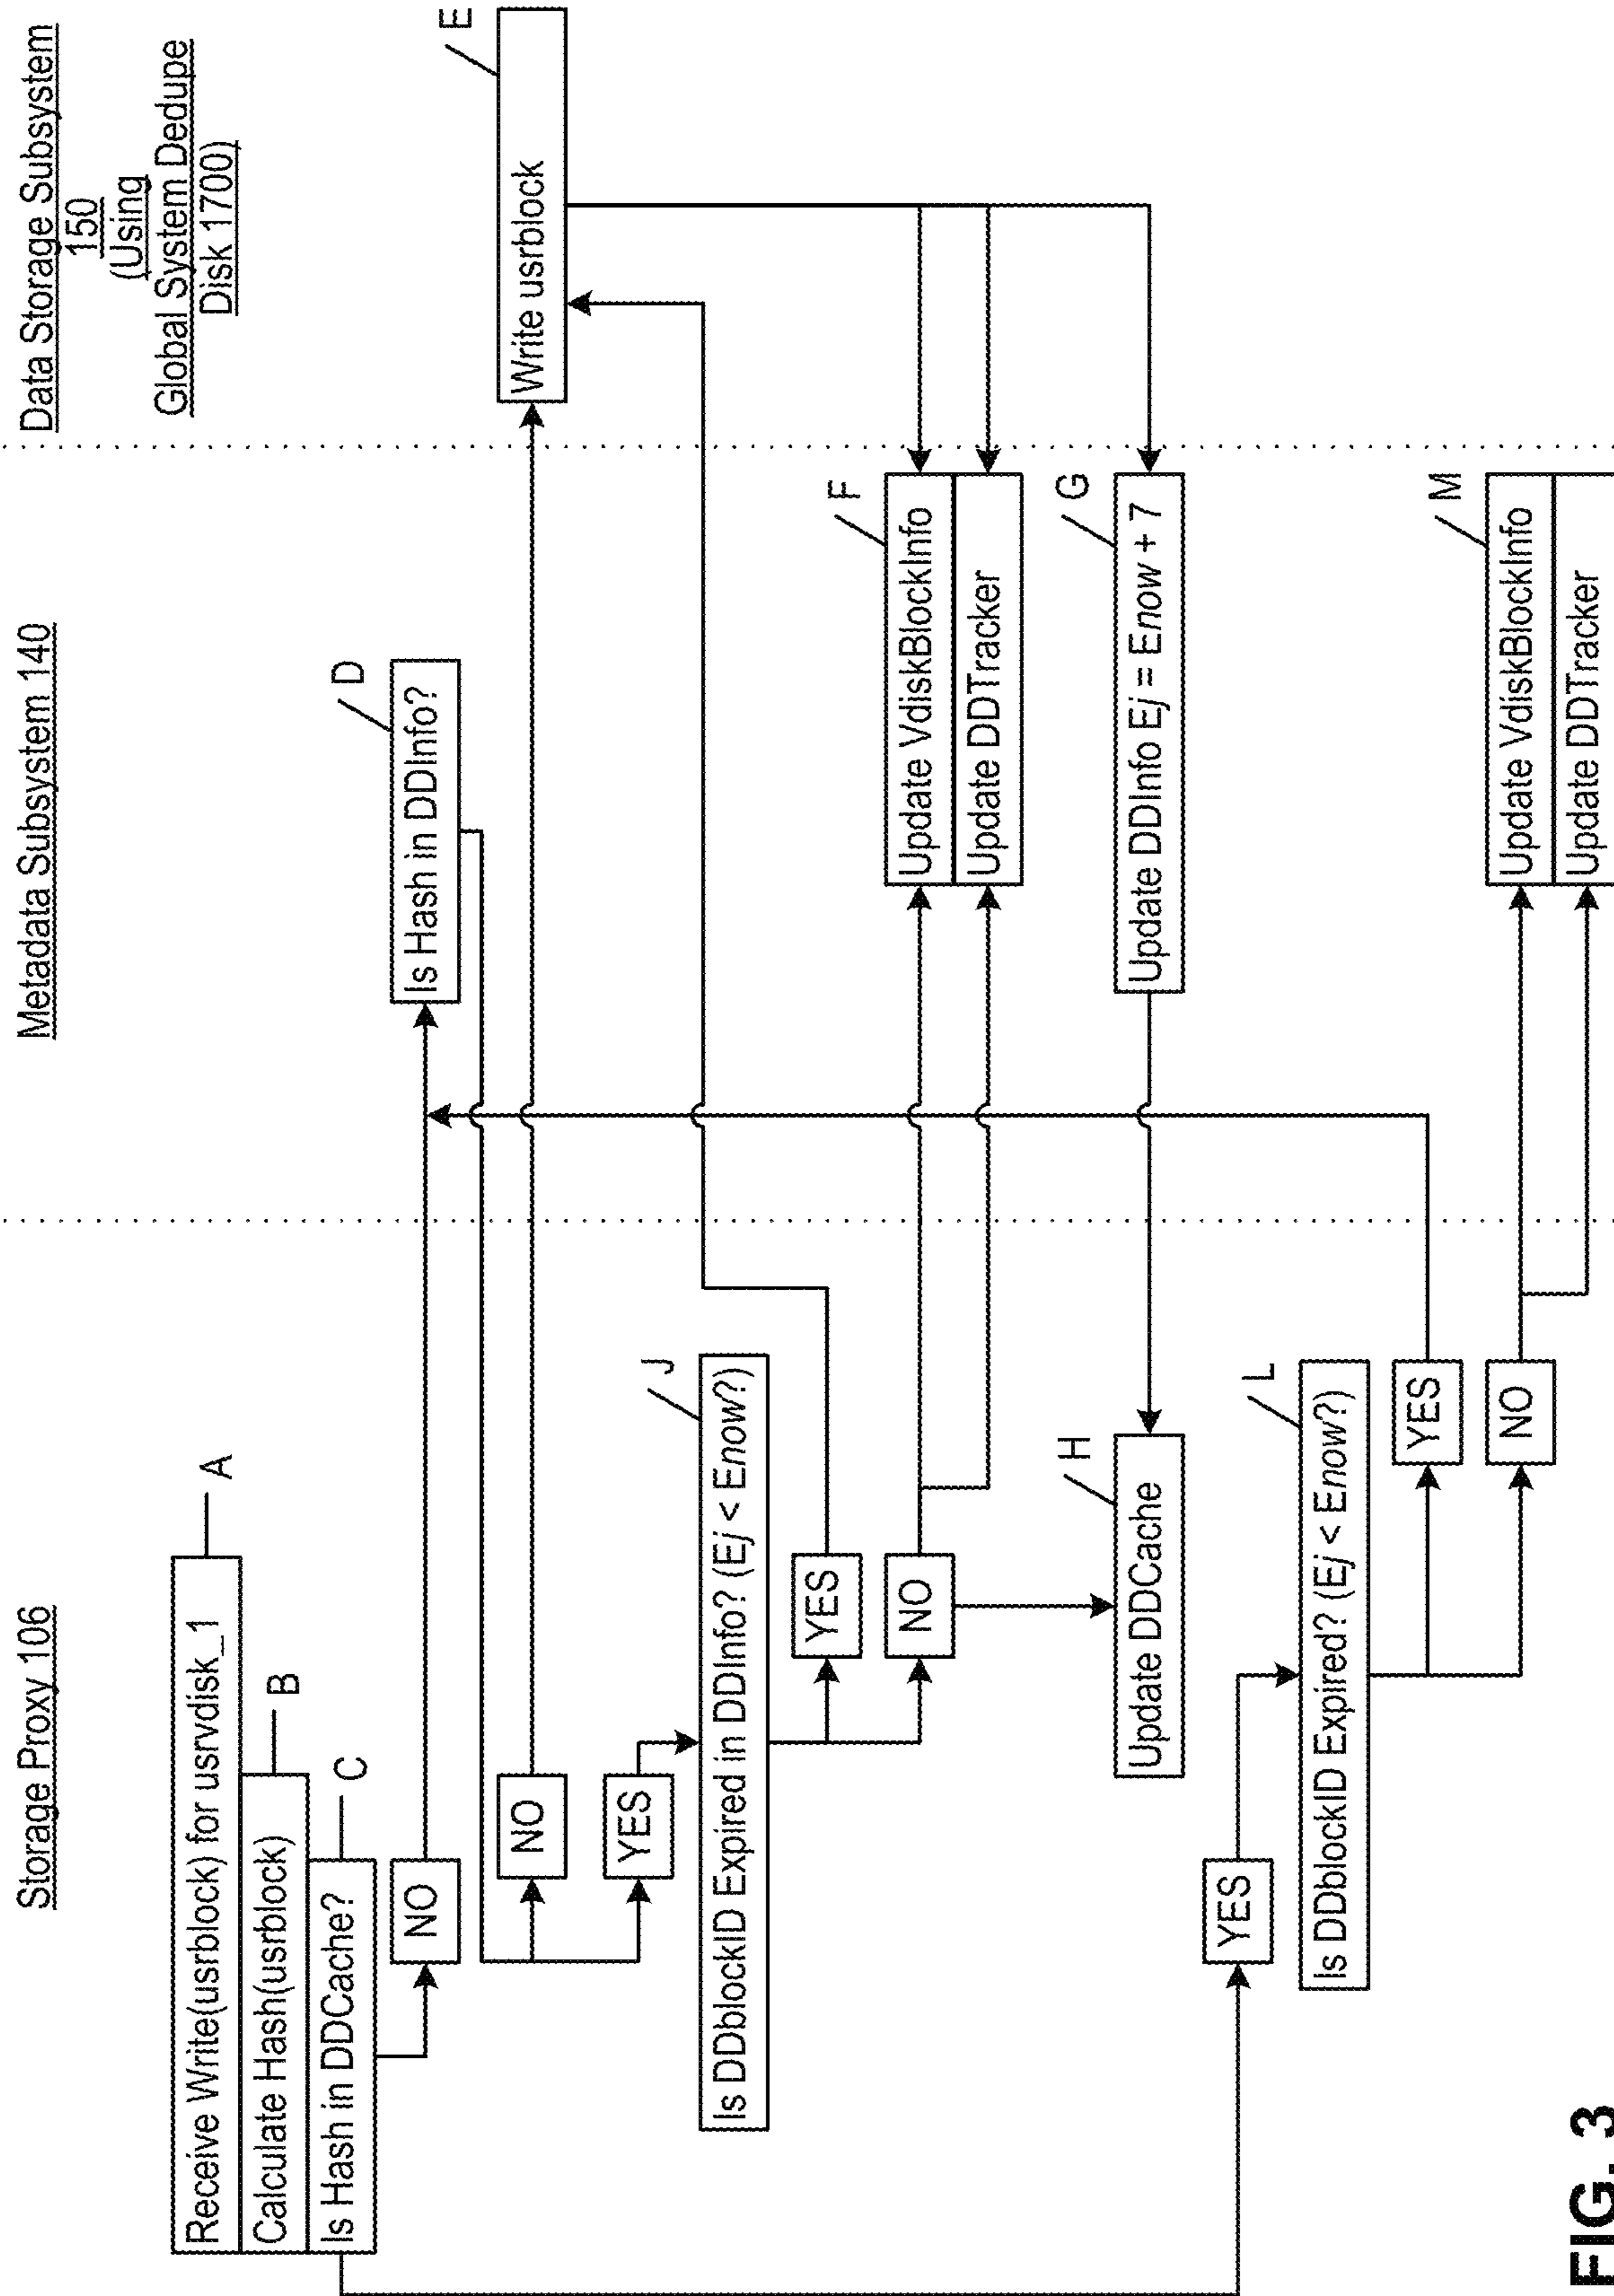 Storage Proxy 106
Metadata Subsystem 140
Data Storage Subsystem
150
(Using
Global System Dedupe
Disk 1700)
Receive Write(usrblock) for usrvdisk_1
A
Calculate Hash(usrblock)
B
Is Hash in DDCache?
C
NO
Is Hash in DDInfo?
D
NO
Write usrblock
E
YES
Is DDblockID Expired in DDInfo? (Ej < Enow?)
J
YES
NO
Update VdiskBlockInfo
F
Update DDTracker
Update DDCache
H
Update DDInfo Ej = Enow + 7
G
YES
Is DDblockID Expired? (Ej < Enow?)
L
YES
NO
Update VdiskBlockInfo
M
Update DDTracker
FIG. 3